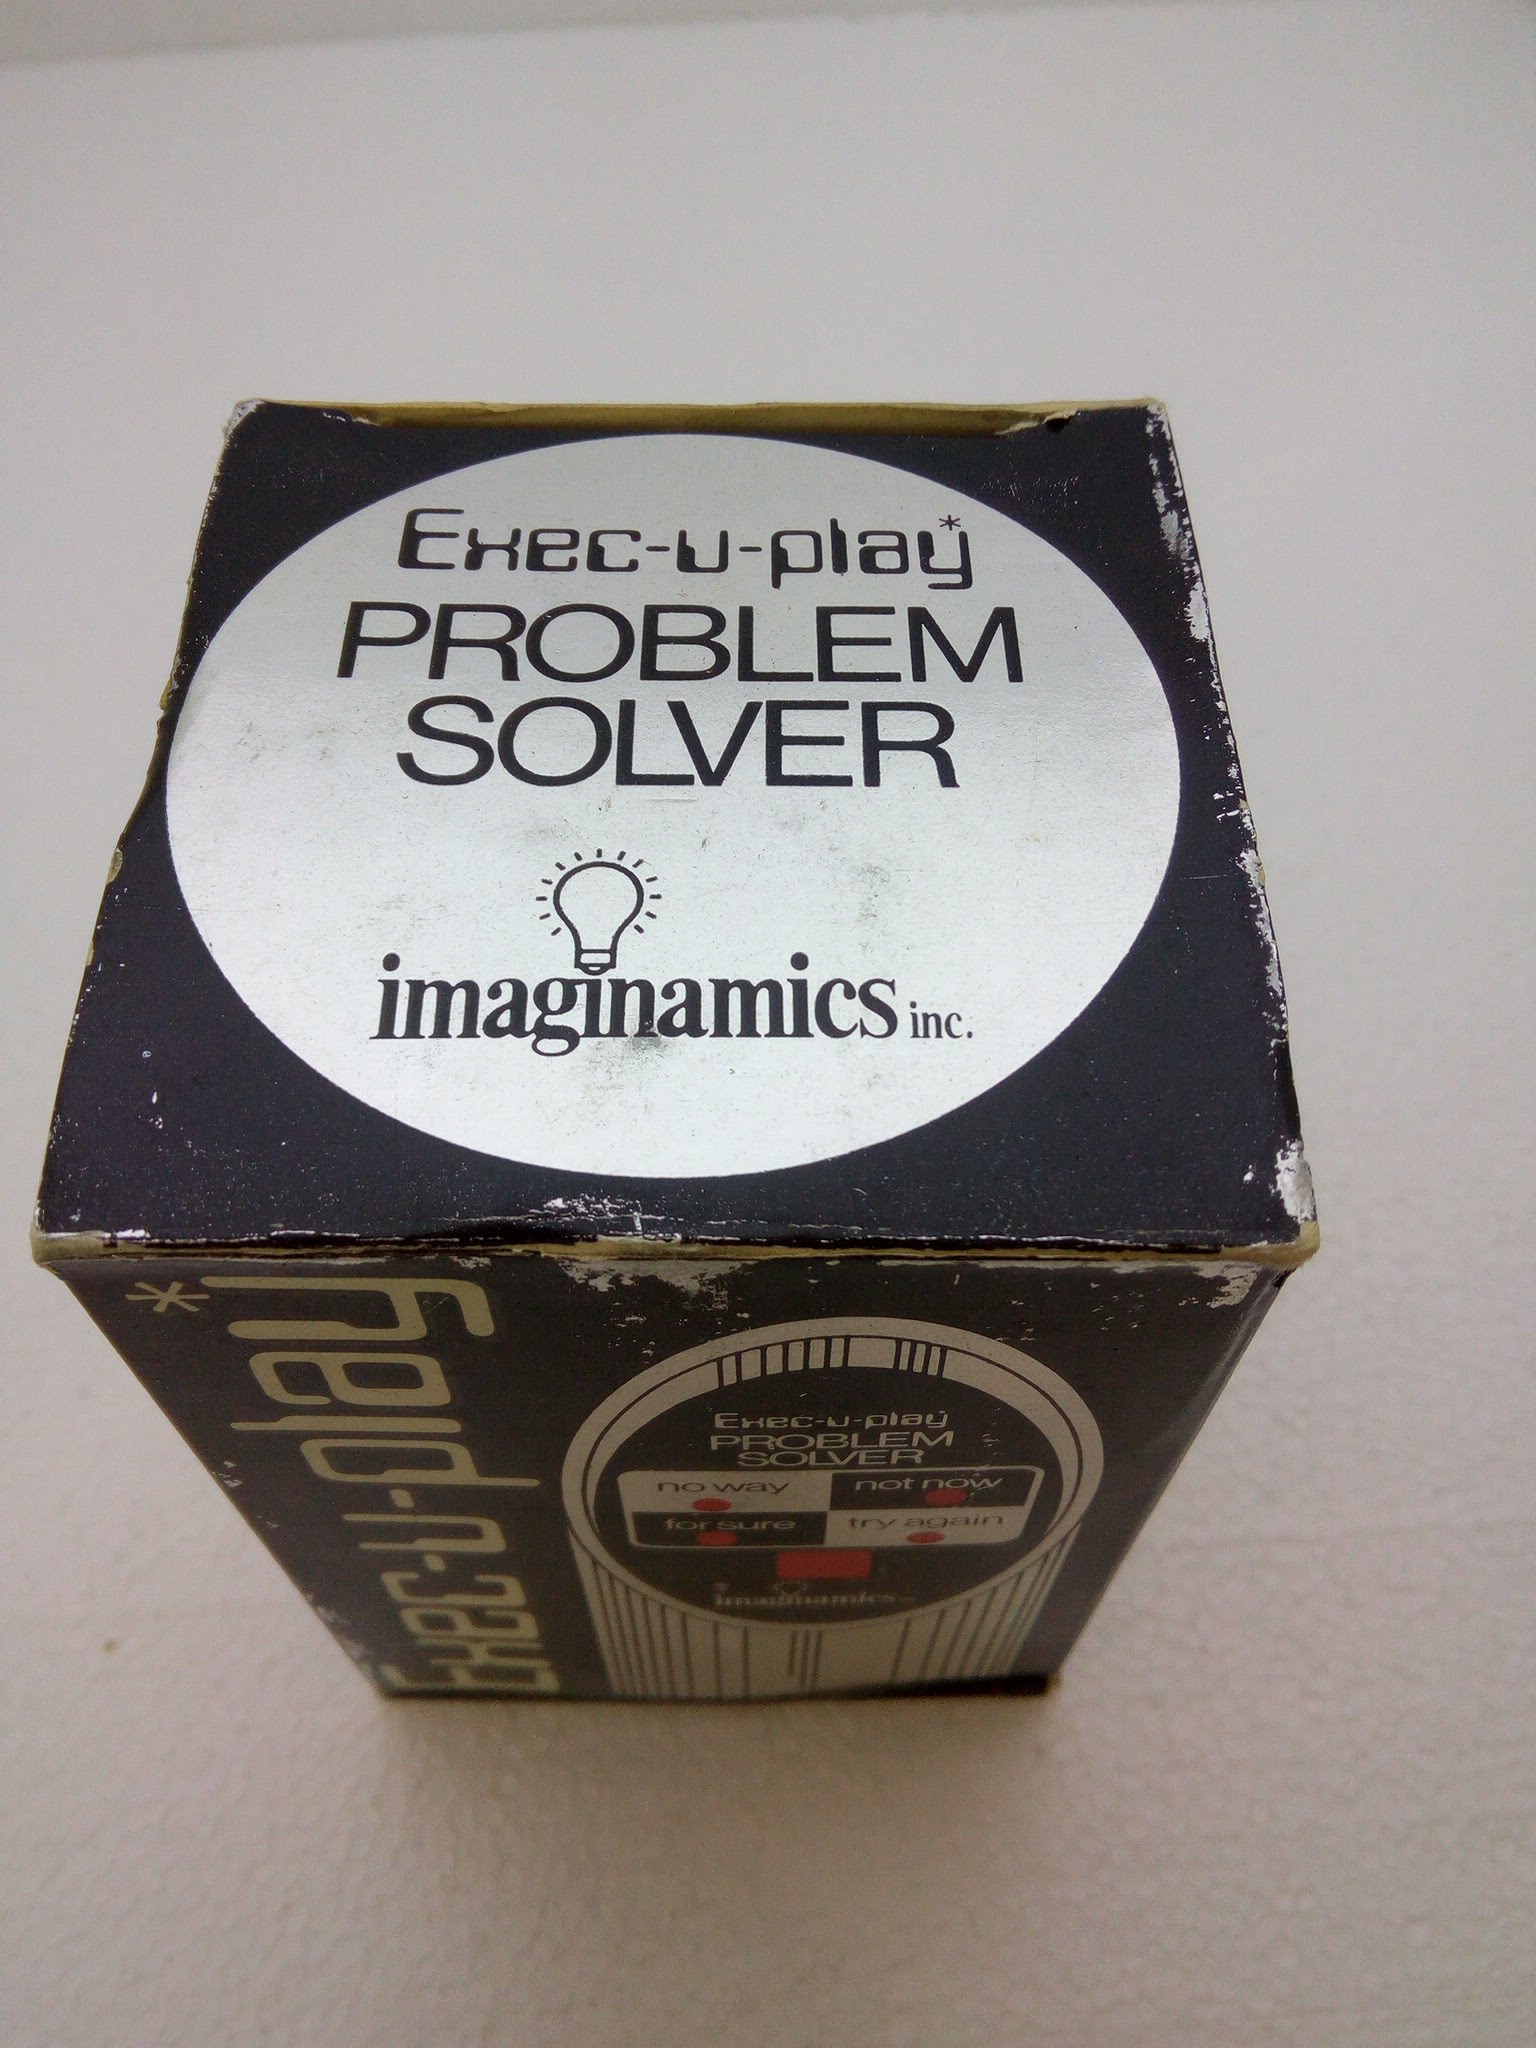 Exec-u-play*
PROBLEM
SOLVER
imaginamics inc.
Exec-u-play*
Exec-u-play
PROBLEM
SOLVER
no way not now
for sure try again
imaginamics